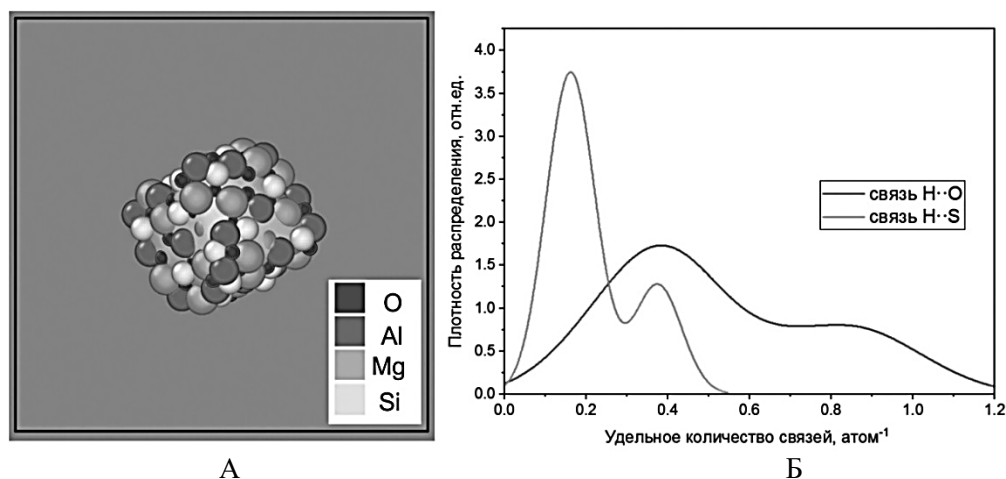 O
Al
Mg
Si
А
Плотность распределения, отн.ед.
4.0
3.5
3.0
2.5
2.0
1.5
1.0
0.5
0.0
связь H··O
связь H··S
0.0 0.2 0.4 0.6 0.8 1.0 1.2
Удельное количество связей, атом⁻¹
Б